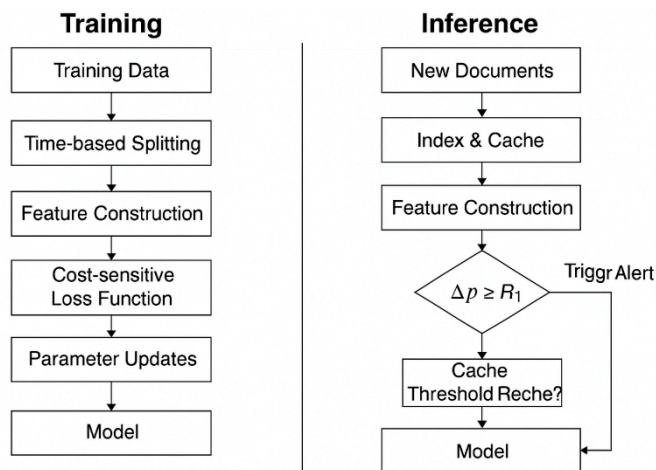 Training
Training Data
Time-based Splitting
Feature Construction
Cost-sensitive
Loss Function
Parameter Updates
Model
Inference
New Documents
Index & Cache
Feature Construction
Δp ≥ R₁
Triggr Alert
Cache
Threshold Reche?
Model